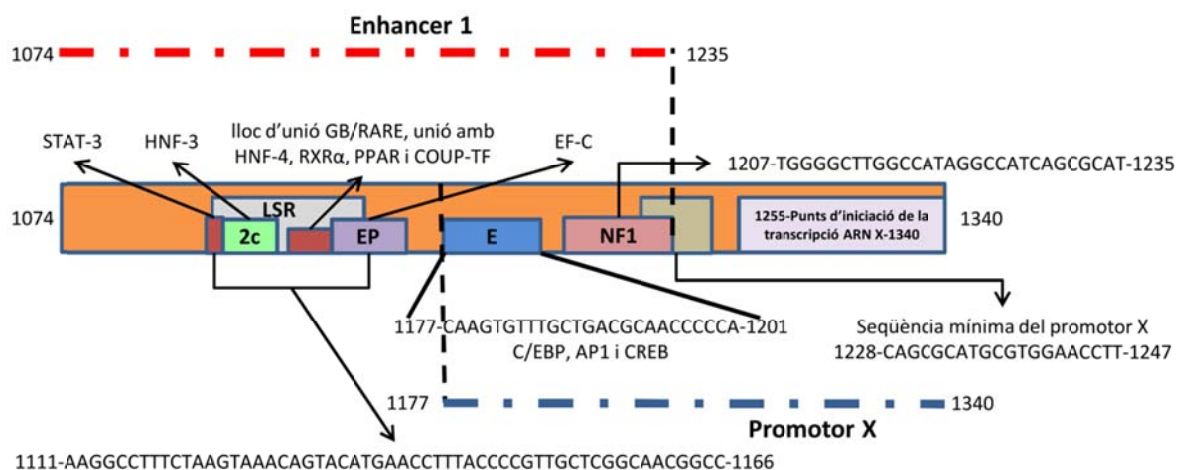 Enhancer 1
1074
1235
STAT-3
HNF-3
lloc d'unió GB/RARE, unió amb
HNF-4, RXRα, PPAR i COUP-TF
EF-C
1207-TGGGGCTTGGCCATAGGCCATCAGCGCAT-1235
1074
LSR
2c
EP
E
NF1
1255-Punts d'iniciació de la
transcripció ARN X-1340
1340
1177-CAAGTGTTTGCTGACGCAACCCCCA-1201
C/EBP, AP1 i CREB
Seqüència mínima del promotor X
1228-CAGCGCATGCGTGGAACCTT-1247
1177
1340
Promotor X
1111-AAGGCCTTTCTAAGTAAACAGTACATGAACCTTTACCCCGTTGCTCGGCAACGGCC-1166